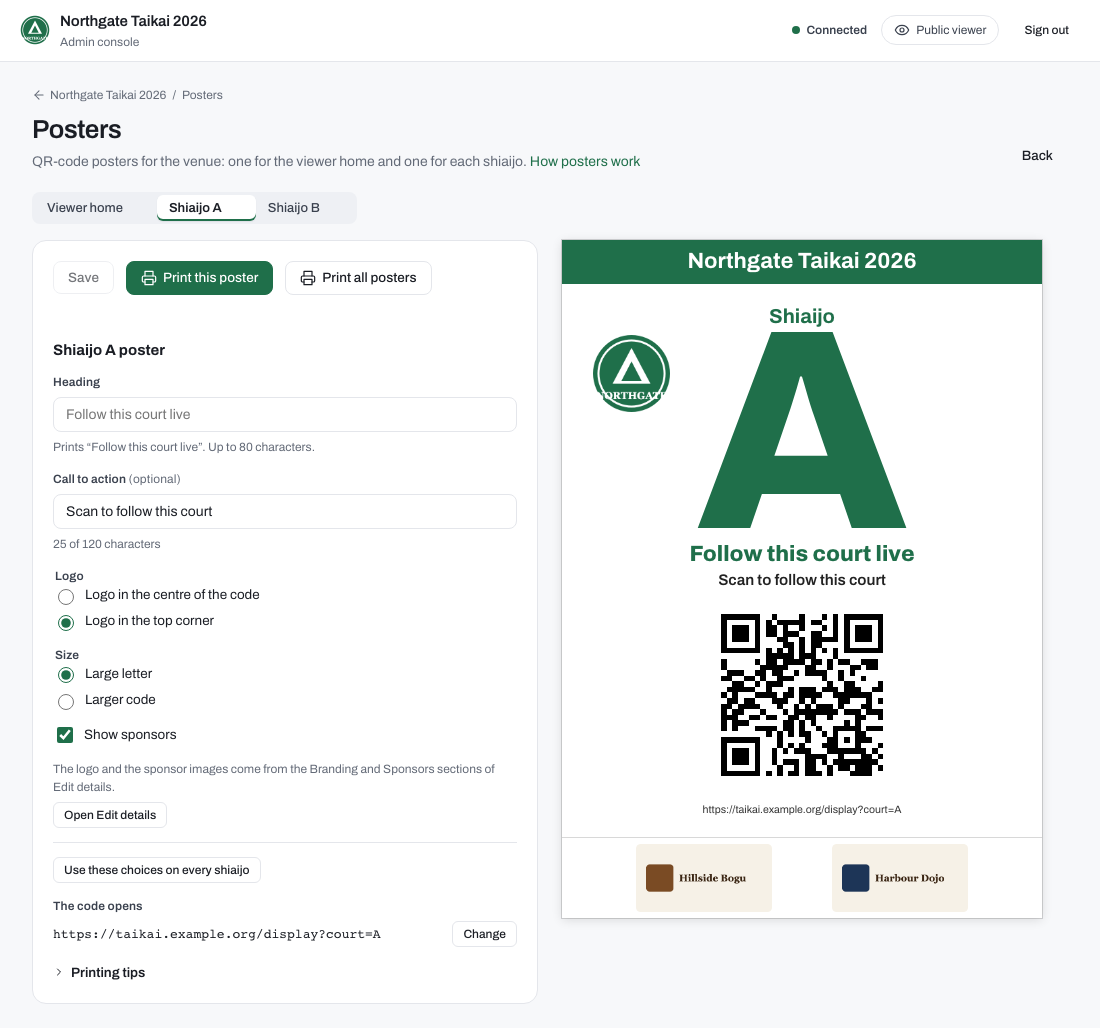 Northgate Taikai 2026
Admin console
Connected
Public viewer
Sign out
Northgate Taikai 2026 / Posters
Posters
QR-code posters for the venue: one for the viewer home and one for each shiaijo. How posters work
Back
Viewer home
Shiaijo A
Shiaijo B
Save
Print this poster
Print all posters
Shiaijo A poster
Heading
Follow this court live
Prints “Follow this court live”. Up to 80 characters.
Call to action (optional)
Scan to follow this court
25 of 120 characters
Logo
Logo in the centre of the code
Logo in the top corner
Size
Large letter
Larger code
Show sponsors
The logo and the sponsor images come from the Branding and Sponsors sections of
Edit details.
Open Edit details
Use these choices on every shiaijo
The code opens
https://taikai.example.org/display?court=A
Change
Printing tips
Northgate Taikai 2026
Shiaijo
NORTHGATE
A
Follow this court live
Scan to follow this court
https://taikai.example.org/display?court=A
Hillside Bogu
Harbour Dojo